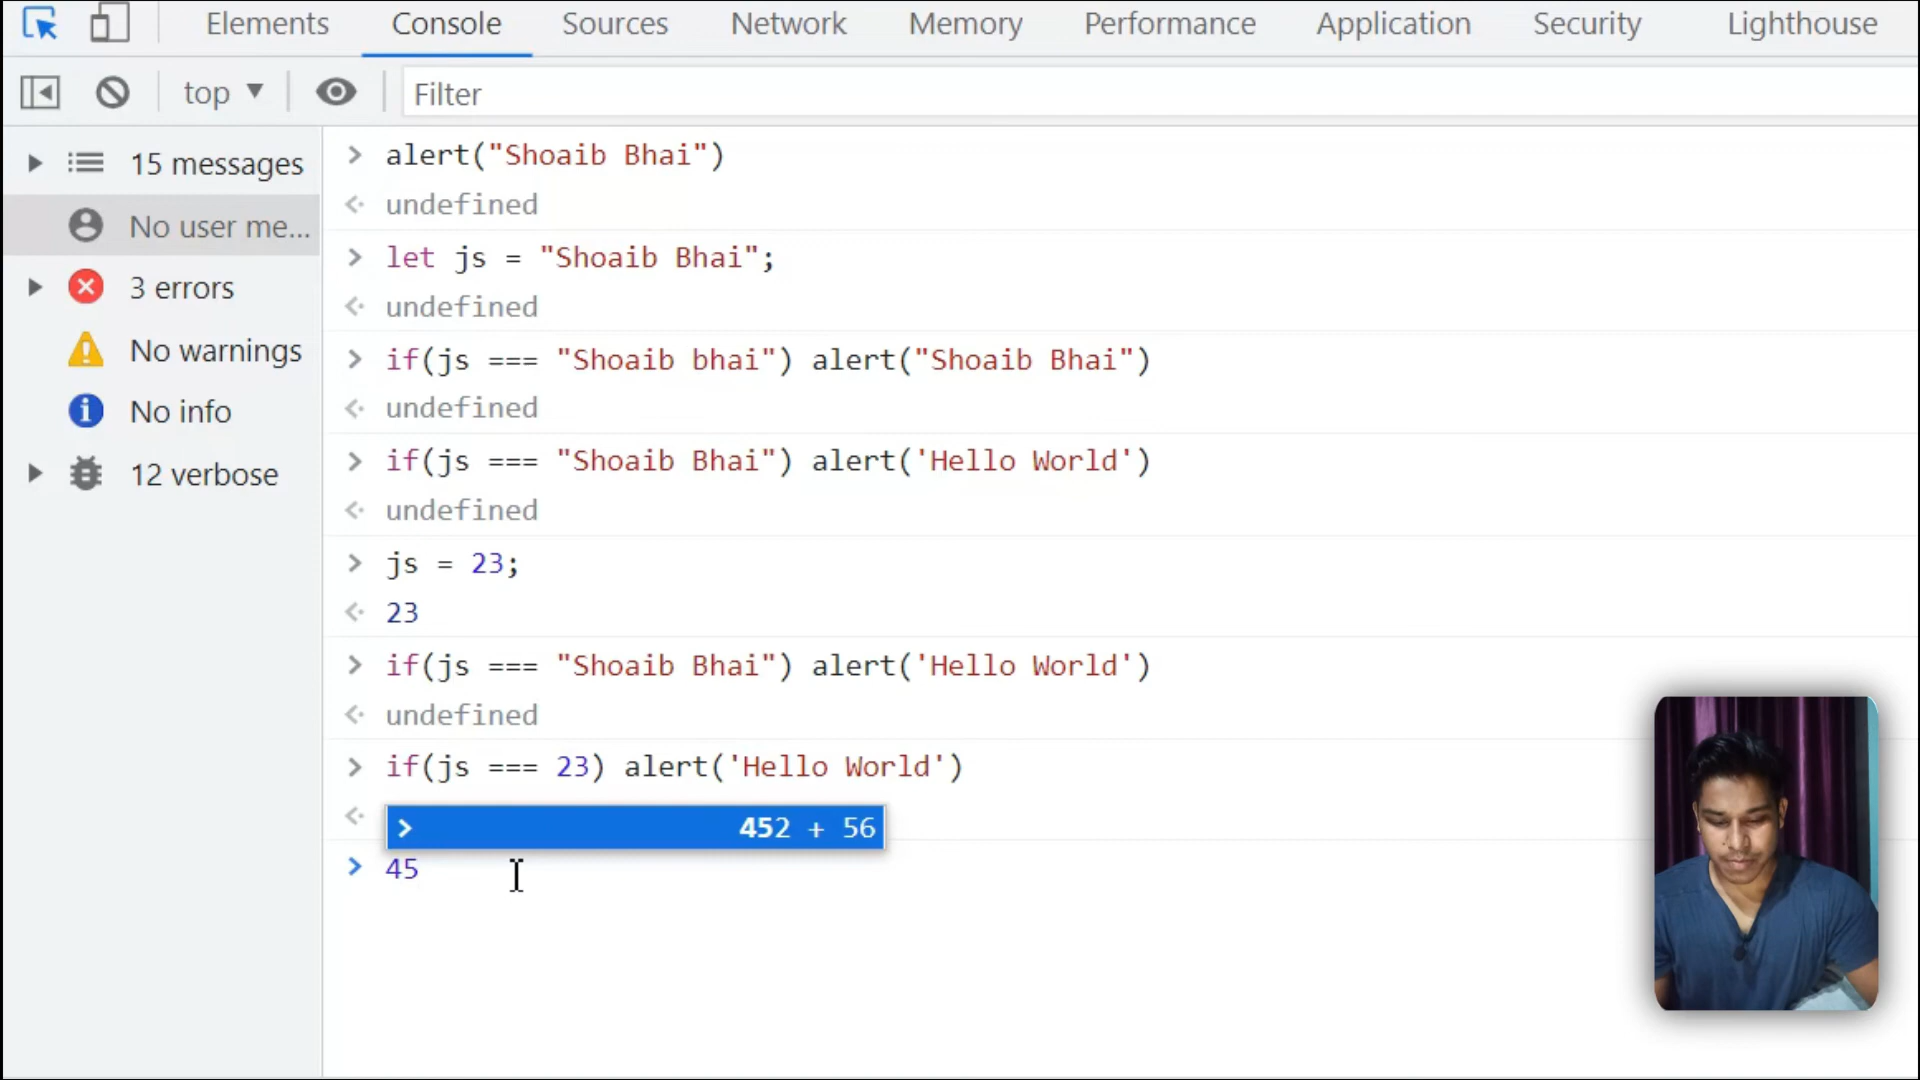 Elements Console Sources Network Memory Performance Application Security Lighthouse
top Filter
15 messages
No user me...
3 errors
No warnings
No info
12 verbose
> alert("Shoaib Bhai")
undefined
> let js = "Shoaib Bhai";
undefined
> if(js === "Shoaib bhai") alert("Shoaib Bhai")
undefined
> if(js === "Shoaib Bhai") alert('Hello World')
undefined
> js = 23;
23
> if(js === "Shoaib Bhai") alert('Hello World')
undefined
> if(js === 23) alert('Hello World')
> 452 + 56
> 45